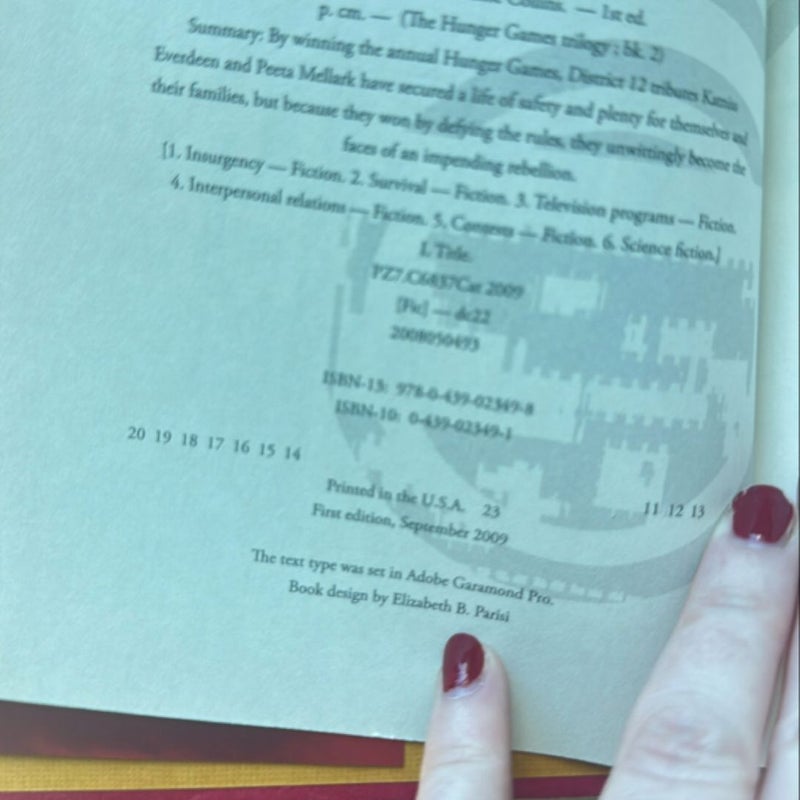 Collins. — 1st ed.
p. cm. — (The Hunger Games trilogy ; bk. 2)
Summary: By winning the annual Hunger Games, District 12 tributes Katniss
Everdeen and Peeta Mellark have secured a life of safety and plenty for themselves and
their families, but because they won by defying the rules, they unwittingly become the
faces of an impending rebellion.
[1. Insurgency — Fiction. 2. Survival — Fiction. 3. Television programs — Fiction.
4. Interpersonal relations — Fiction. 5. Contests — Fiction. 6. Science fiction.]
I. Title.
PZ7.C6837Cat 2009
[Fic] — dc22
2008050493
ISBN-13: 978-0-439-02349-8
ISBN-10: 0-439-02349-1
20 19 18 17 16 15 14 11 12 13
Printed in the U.S.A. 23
First edition, September 2009
The text type was set in Adobe Garamond Pro.
Book design by Elizabeth B. Parisi